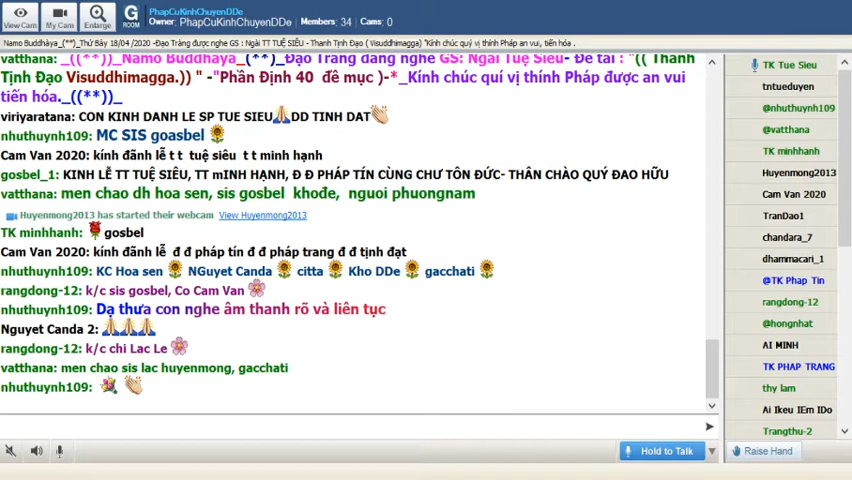 PhapCuKinhChuyenDDe
Owner: PhapCuKinhChuyenDDe Members: 34 Cams: 0
View Cam My Cam Enlarge G ROOM
Namo Buddhàya_(**)_Thứ Bảy 18/04 /2020 -Đạo Tràng được nghe GS : Ngài TT TUỆ SIÊU - Thanh Tịnh Đạo ( Visuddhimagga) "Kính chúc quý vị thính Pháp an vui, tiến hóa .
vatthana: _((**))_Namo Buddhàya_(**)_Đạo Tràng đang nghe GS: Ngài Tuệ Siêu- Đề tài : "(( Thanh
Tịnh Đạo Visuddhimagga.)) " -"Phần Định 40 đề mục )-*_Kính chúc quí vị thính Pháp được an vui
tiến hóa._((**))_
viriyaratana: CON KINH DANH LE SP TUE SIEU🙏DD TINH DAT👏
nhuthuynh109: MC SIS goasbel 🌻
Cam Van 2020: kính đãnh lễ t t tuệ siêu t t minh hạnh
gosbel_1: KINH LỄ TT TUỆ SIÊU, TT mINH HẠNH, Đ Đ PHÁP TÍN CÙNG CHƯ TÔN ĐỨC- THÂN CHÀO QUÝ ĐAO HỮU
vatthana: men chao dh hoa sen, sis gosbel khođe, nguoi phuongnam
Huyenmong2013 has started their webcam View Huyenmong2013
TK minhhanh: 🌹gosbel
Cam Van 2020: kính đãnh lễ đ đ pháp tín đ đ pháp trang đ đ tịnh đạt
nhuthuynh109: KC Hoa sen 🌻 NGuyet Canda 🌻 citta 🌻 Kho DDe 🌻 gacchati 🌻
rangdong-12: k/c sis gosbel, Co Cam Van 🌸
nhuthuynh109: Dạ thưa con nghe âm thanh rõ và liên tục
Nguyet Canda 2: 🙏🙏🙏
rangdong-12: k/c chi Lac Le 🌸
vatthana: men chao sis lac huyenmong, gacchati
nhuthuynh109: 💐 👏
Hold to Talk
Raise Hand
TK Tue Sieu
tntueduyen
@nhuthuynh109
@vatthana
TK minhhanh
Huyenmong2013
Cam Van 2020
TranDao1
chandara_7
dhammacari_1
@TK Phap Tin
rangdong-12
@hongnhat
AI MINH
TK PHAP TRANG
thy lam
Ai Ikeu IEm IDo
Trangthu-2